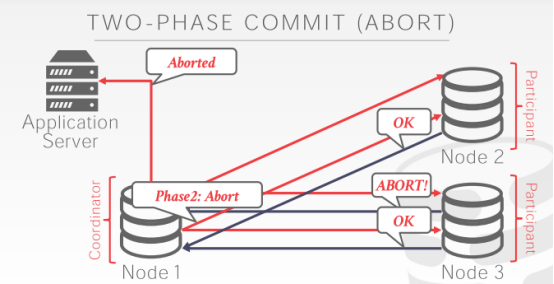 TWO-PHASE COMMIT (ABORT)
Aborted
Application
Server
OK
Participant
Node 2
Coordinator
Phase2: Abort
ABORT!
OK
Participant
Node 1
Node 3